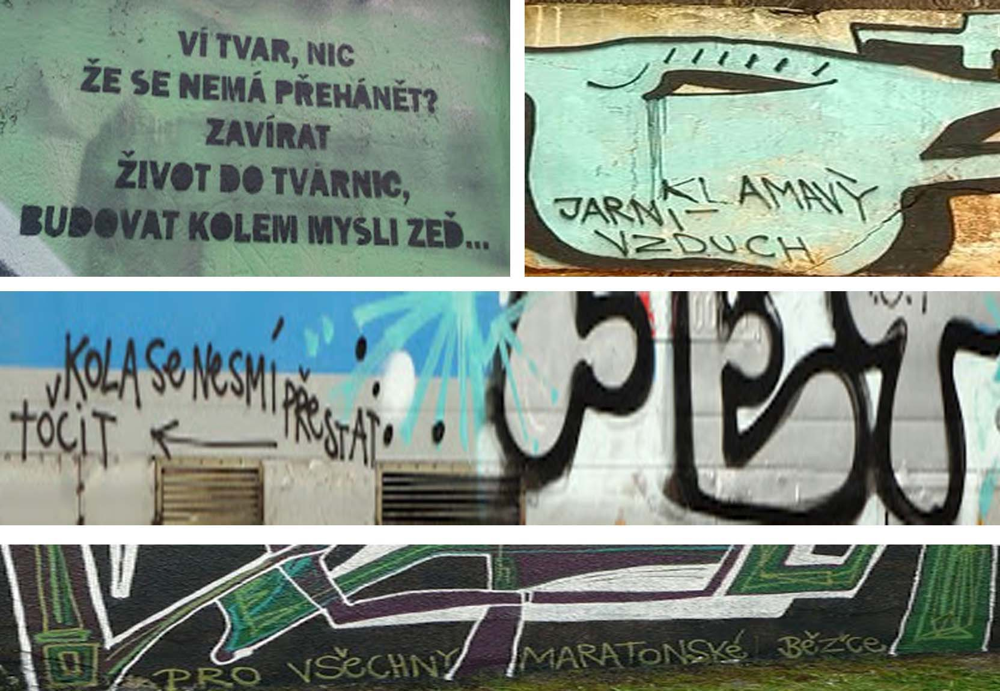 VÍ TVAR, NIC
ŽE SE NEMÁ PŘEHÁNĚT?
ZAVÍRAT
ŽIVOT DO TVÁRNIC,
BUDOVAT KOLEM MYSLI ZEĎ...
JARNÍ KLAMAVÝ
VZDUCH
KOLA SE NESMÍ
PŘESTAT
TOČIT
PRO VŠECHNY MARATONSKÉ BĚŽCE